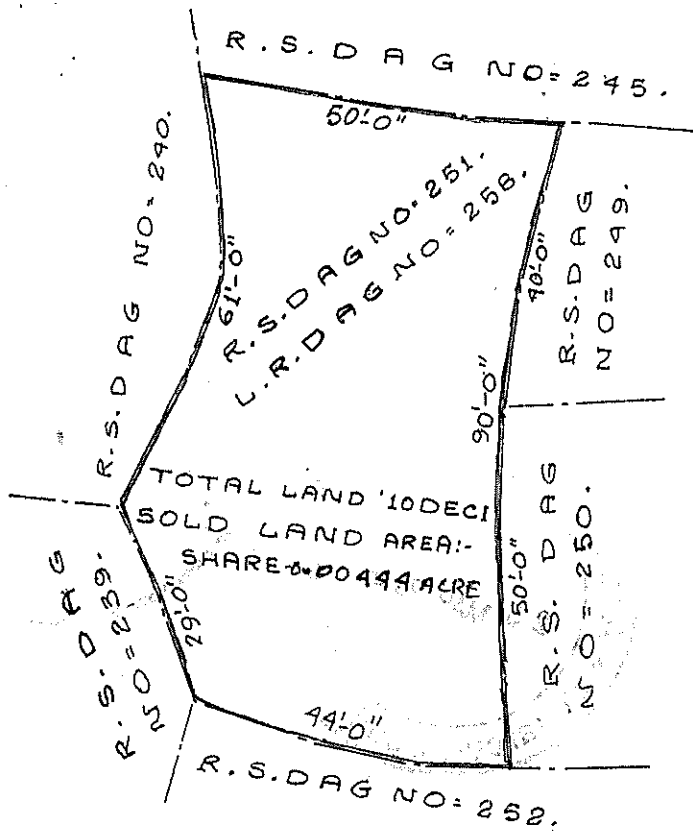 R.S.DAG NO=245.
50'-0"
R.S.DAG NO=240.
61'-0"
R.S.DAG NO=251.
L.R.DAG NO=258.
40'-0"
R.S.DAG
NO=249.
90'-0"
TOTAL LAND '10DECI
SOLD LAND AREA:-
SHARE 0.00444 ACRE
50'-0"
R.S. DAG
NO=250.
R.S.DAG
NO=239.
29'-0"
44'-0"
R.S.DAG NO=252.